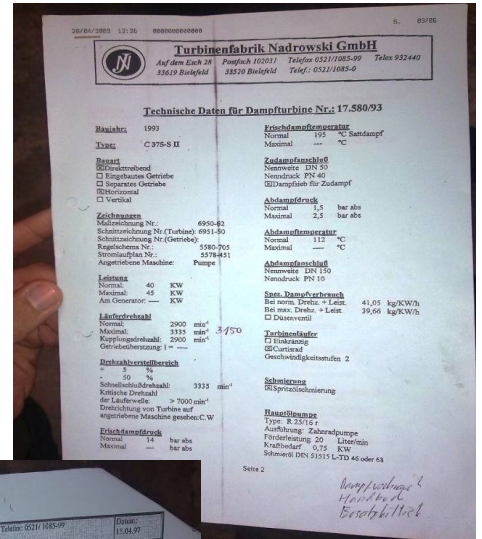 30/04/2003 12:26 0000000000000
S. 03/06
N
Turbinenfabrik Nadrowski GmbH
Auf dem Esch 28 Postfach 102031 Telefax 0521/1085-99 Telex 932440
33619 Bielefeld 33520 Bielefeld Telef.: 0521/1085-0
Technische Daten für Dampfturbine Nr.: 17.580/93
Baujahr: 1993
Type: C 375-S II
Bauart
☒ Direkttreibend
☐ Eingebautes Getriebe
☐ Separates Getriebe
☒ Horizontal
☐ Vertikal
Zeichnungen
Maßzeichnung Nr.: 6950-62
Schnittzeichnung Nr.(Turbine): 6951-50
Schnittzeichnung Nr.(Getriebe):
Regelschema Nr.: 5580-705
Stromlaufplan Nr.: 5578-451
Angetriebene Maschine: Pumpe
Leistung
Normal: 40 KW
Maximal: 45 KW
Am Generator: --- KW
Läuferdrehzahl
Normal: 2900 min⁻¹
Maximal: 3335 min⁻¹ 3150
Kupplungsdrehzahl: 2900 min⁻¹
Getriebeübersetzung: i = ---
Drehzahlverstellbereich
+ 5 %
- 50 %
Schnellschlußdrehzahl: 3335 min⁻¹
Kritische Drehzahl
der Läuferwelle: > 7000 min⁻¹
Drehrichtung von Turbine auf
angetriebene Maschine gesehen: C.W
Frischdampfdruck
Normal 14 bar abs
Maximal --- bar abs
Frischdampftemperatur
Normal 195 °C Sattdampf
Maximal --- °C
Zudampfanschluß
Nennweite DN 50
Nenndruck PN 40
☒ Dampfsieb für Zudampf
Abdampfdruck
Normal 1,5 bar abs
Maximal 2,5 bar abs
Abdampftemperatur
Normal 112 °C
Maximal --- °C
Abdampfanschluß
Nennweite DN 150
Nenndruck PN 10
Spez. Dampfverbrauch
Bei norm. Drehz. + Leist. 41,05 kg/KW/h
Bei max. Drehz. + Leist. 39,66 kg/KW/h
☐ Düsenventil
Turbinenläufer
☐ Einkränzig
☒ Curtisrad
Geschwindigkeitsstufen 2
Schmierung
☒ Spritzölschmierung
Hauptölpumpe
Type: R 25/16 r
Ausführung: Zahnradpumpe
Förderleistung 20 Liter/min
Kraftbedarf 0,75 KW
Schmieröl DIN 51515 L-TD 46 oder 68
Seite 2
Telefax: 0521/ 1085-99
Datum:
15.04.97